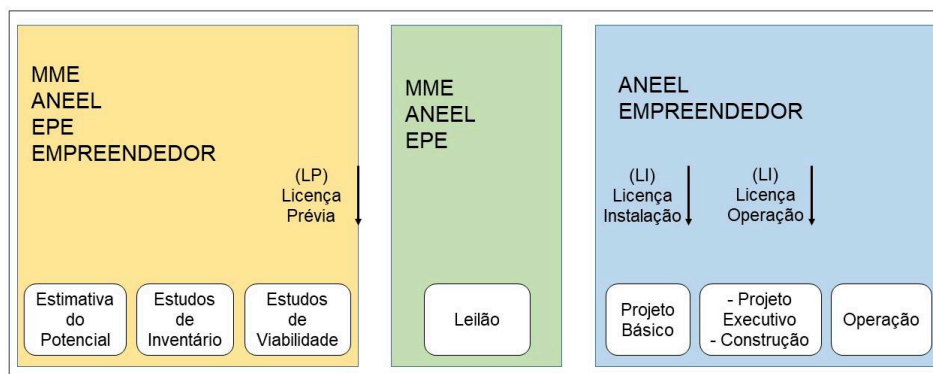 MME
ANEEL
EPE
EMPREENDEDOR
(LP)
Licença
Prévia
Estimativa
do
Potencial
Estudos
de
Inventário
Estudos
de
Viabilidade
MME
ANEEL
EPE
Leilão
ANEEL
EMPREENDEDOR
(LI)
Licença
Instalação
(LI)
Licença
Operação
Projeto
Básico
- Projeto
Executivo
- Construção
Operação